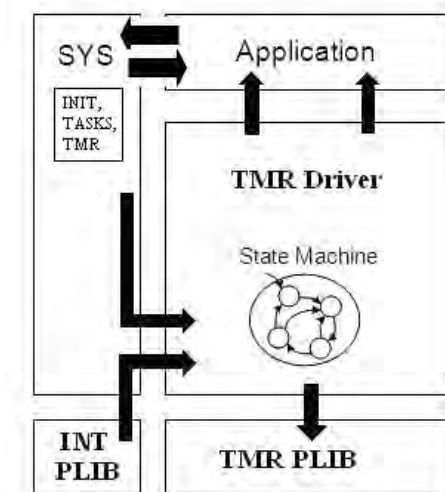 SYS
Application
INIT,
TASKS,
TMR
TMR Driver
State Machine
INT
PLIB
TMR PLIB